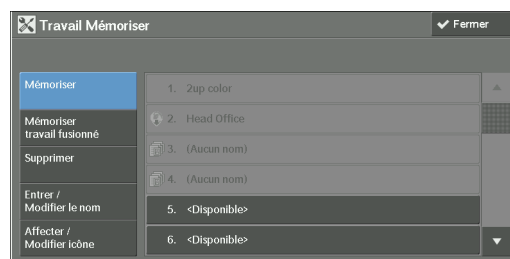 Travail Mémoriser
Fermer
Mémoriser
Mémoriser
travail fusionné
Supprimer
Entrer /
Modifier le nom
Affecter /
Modifier icône
1. 2up color
2. Head Office
3. (Aucun nom)
4. (Aucun nom)
5. <Disponible>
6. <Disponible>